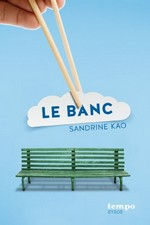 LE BANC
SANDRINE KAO
tempo
syros